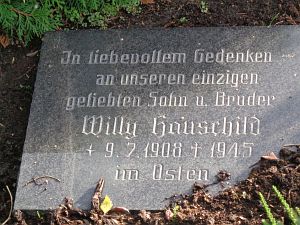 In liebevollem Gedenken
an unseren einzigen
geliebten Sohn u. Bruder
Willy Hauschild
+ 9.7.1908 + 1945
im Osten